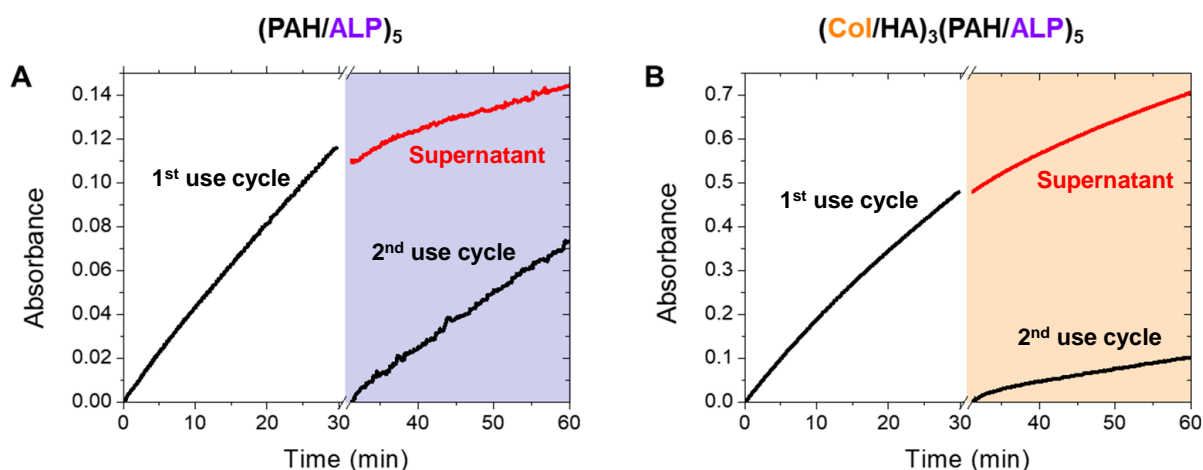 (PAH/ALP)₅
(Col/HA)₃(PAH/ALP)₅
A
0.14
0.12
0.10
0.08
0.06
0.04
0.02
0.00
Absorbance
1st use cycle
Supernatant
2nd use cycle
0 10 20 30 40 50 60
Time (min)
B
0.7
0.6
0.5
0.4
0.3
0.2
0.1
0.0
Absorbance
1st use cycle
Supernatant
2nd use cycle
0 10 20 30 40 50 60
Time (min)